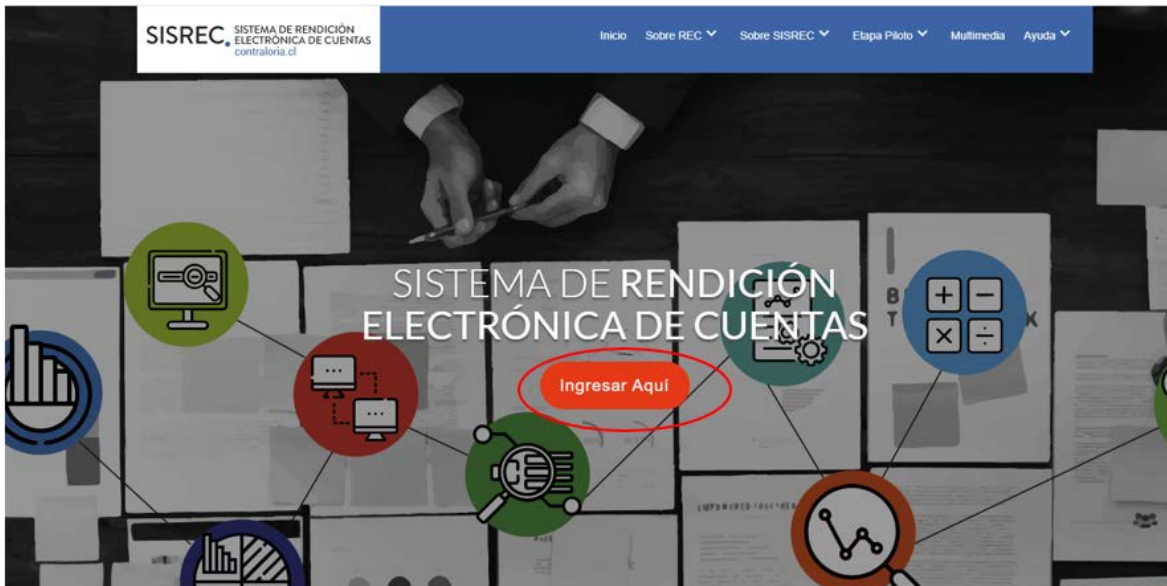 SISREC.
SISTEMA DE RENDICIÓN
ELECTRÓNICA DE CUENTAS
contraloria.cl
Inicio Sobre REC Sobre SISREC Etapa Piloto Multimedia Ayuda
SISTEMA DE RENDICIÓN
ELECTRÓNICA DE CUENTAS
Ingresar Aquí